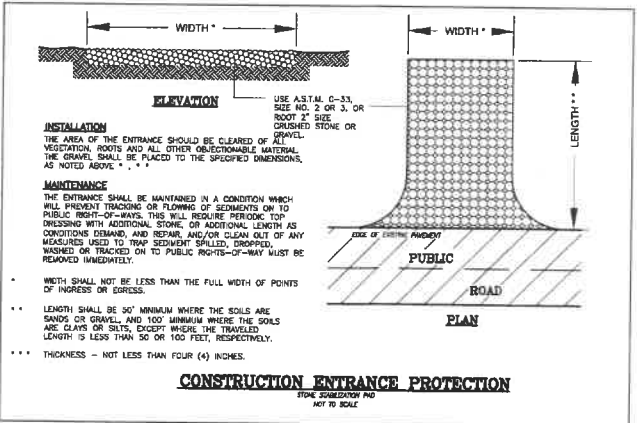 WIDTH *
WIDTH *
ELEVATION
USE A.S.T.M. C-33,
SIZE NO. 2 OR 3, OR
RIDOT 2" SIZE
CRUSHED STONE OR
GRAVEL.
LENGTH **
INSTALLATION
THE AREA OF THE ENTRANCE SHOULD BE CLEARED OF ALL
VEGETATION, ROOTS AND ALL OTHER OBJECTIONABLE MATERIAL.
THE GRAVEL SHALL BE PLACED TO THE SPECIFIED DIMENSIONS,
AS NOTED ABOVE * , * *
MAINTENANCE
THE ENTRANCE SHALL BE MAINTAINED IN A CONDITION WHICH
WILL PREVENT TRACKING OR FLOWING OF SEDIMENTS ON TO
PUBLIC RIGHT-OF-WAYS. THIS WILL REQUIRE PERIODIC TOP
DRESSING WITH ADDITIONAL STONE, OR ADDITIONAL LENGTH AS
CONDITIONS DEMAND, AND REPAIR, AND/OR CLEAN OUT OF ANY
MEASURES USED TO TRAP SEDIMENT SPILLED, DROPPED,
WASHED OR TRACKED ON TO PUBLIC RIGHTS-OF-WAY MUST BE
REMOVED IMMEDIATELY.
EDGE OF EXISTING PAVEMENT
PUBLIC
ROAD
PLAN
* WIDTH SHALL NOT BE LESS THAN THE FULL WIDTH OF POINTS
OF INGRESS OR EGRESS.
* * LENGTH SHALL BE 50' MINIMUM WHERE THE SOILS ARE
SANDS OR GRAVEL, AND 100' MINIMUM WHERE THE SOILS
ARE CLAYS OR SILTS, EXCEPT WHERE THE TRAVELED
LENGTH IS LESS THAN 50 OR 100 FEET, RESPECTIVELY.
* * * THICKNESS - NOT LESS THAN FOUR (4) INCHES.
CONSTRUCTION ENTRANCE PROTECTION
STONE STABILIZATION PAD
NOT TO SCALE